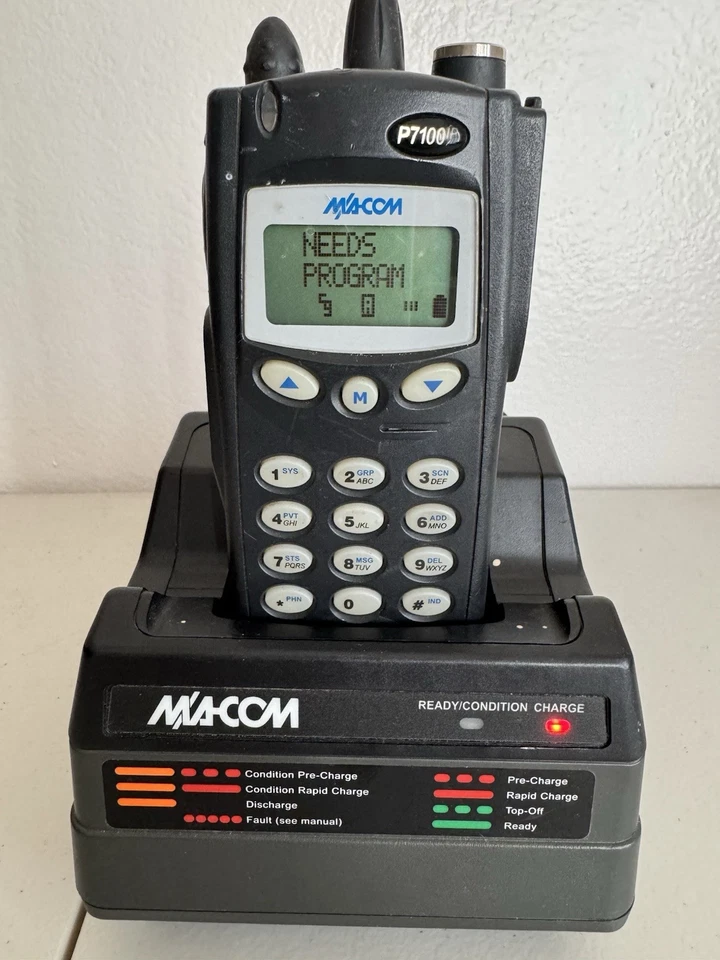 P7100IP
M/A-COM
NEEDS
PROGRAM
M
1 SYS
2 GRP ABC
3 SCN DEF
4 PVT GHI
5 JKL
6 ADD MNO
7 STS PQRS
8 MSG TUV
9 DEL WXYZ
* PHN
0
# IND
M/A-COM
READY/CONDITION CHARGE
Condition Pre-Charge
Condition Rapid Charge
Discharge
Fault (see manual)
Pre-Charge
Rapid Charge
Top-Off
Ready